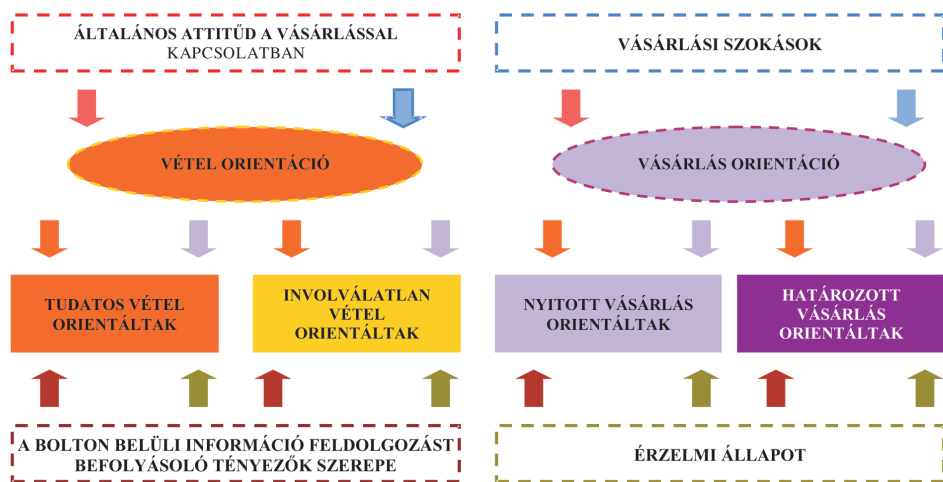 ÁLTALÁNOS ATTITŰD A VÁSÁRLÁSSAL
KAPCSOLATBAN
VÁSÁRLÁSI SZOKÁSOK
VÉTEL ORIENTÁCIÓ
VÁSÁRLÁS ORIENTÁCIÓ
TUDATOS VÉTEL
ORIENTÁLTAK
INVOLVÁLATLAN
VÉTEL
ORIENTÁLTAK
NYITOTT VÁSÁRLÁS
ORIENTÁLTAK
HATÁROZOTT
VÁSÁRLÁS
ORIENTÁLTAK
A BOLTON BELÜLI INFORMÁCIÓ FELDOLGOZÁST
BEFOLYÁSOLÓ TÉNYEZŐK SZEREPE
ÉRZELMI ÁLLAPOT